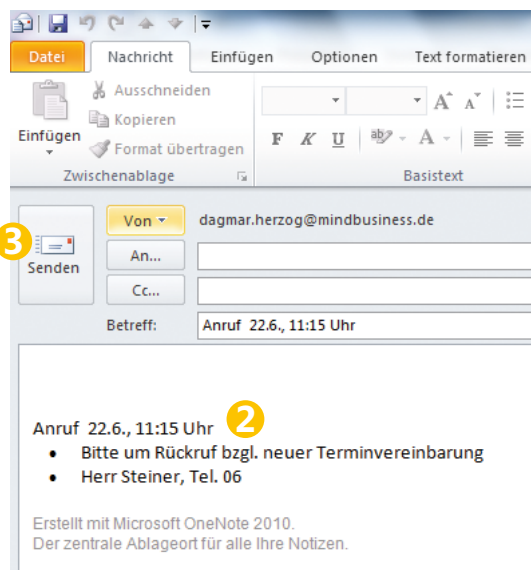 Datei Nachricht Einfügen Optionen Text formatieren
Ausschneiden
Kopieren
Einfügen
Format übertragen
F K U ab A
Zwischenablage Basistext
Von dagmar.herzog@mindbusiness.de
3
Senden
An...
Cc...
Betreff: Anruf 22.6., 11:15 Uhr
Anruf 22.6., 11:15 Uhr 2
• Bitte um Rückruf bzgl. neuer Terminvereinbarung
• Herr Steiner, Tel. 06
Erstellt mit Microsoft OneNote 2010.
Der zentrale Ablageort für alle Ihre Notizen.